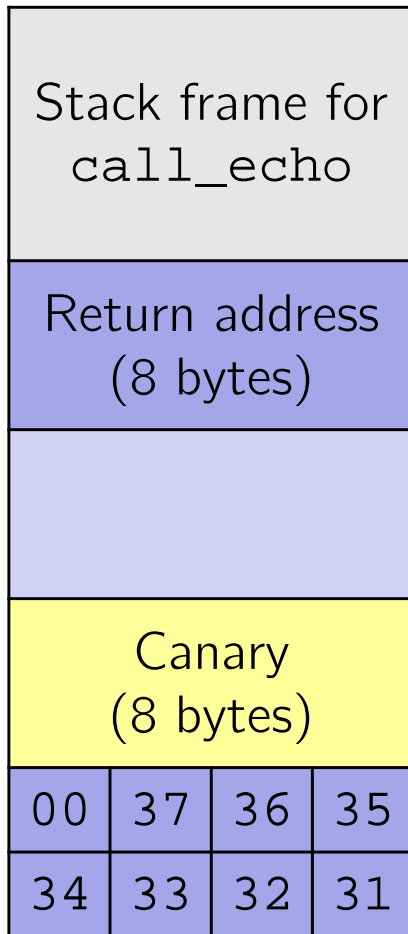 Stack frame for
call_echo
Return address
(8 bytes)
Canary
(8 bytes)
00 37 36 35
34 33 32 31